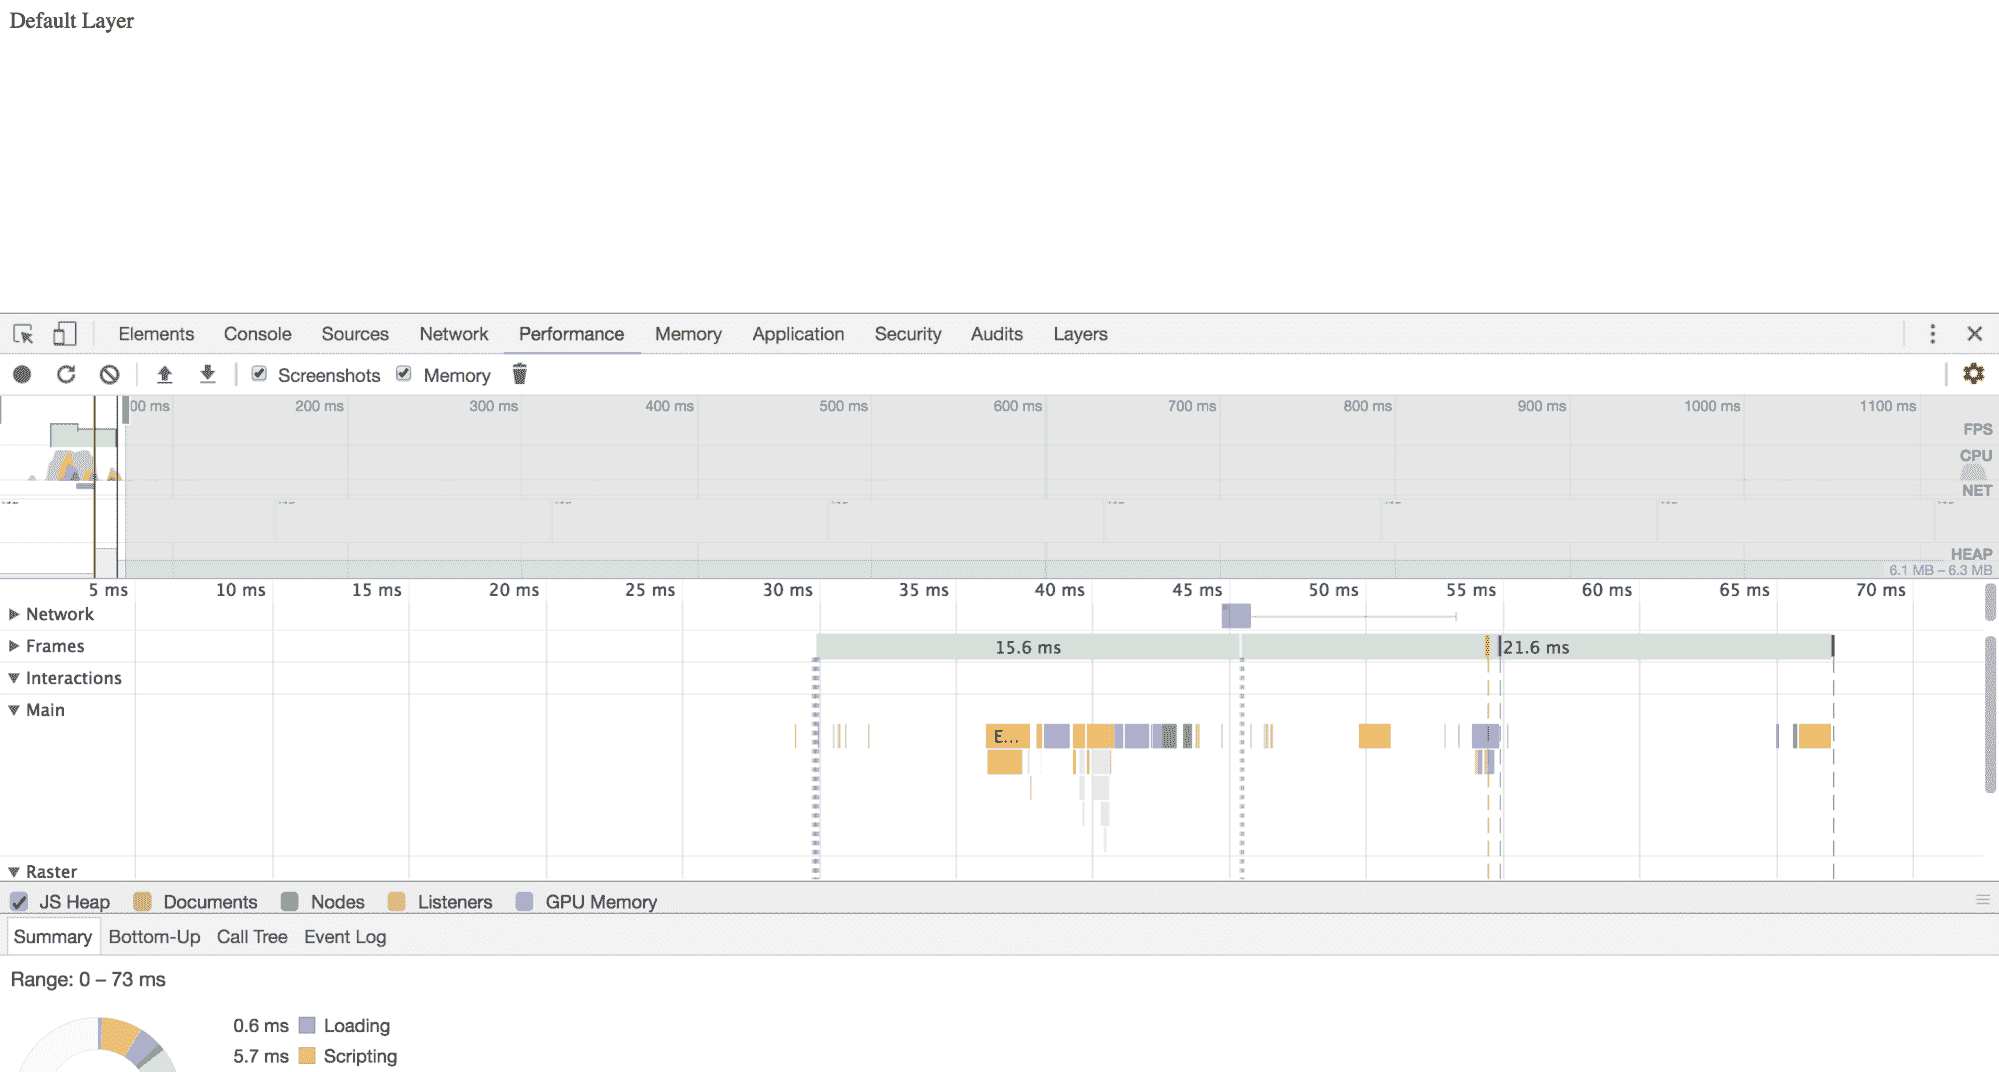 Default Layer
Elements Console Sources Network Performance Memory Application Security Audits Layers
Screenshots Memory
00 ms 200 ms 300 ms 400 ms 500 ms 600 ms 700 ms 800 ms 900 ms 1000 ms 1100 ms
FPS
CPU
NET
HEAP
6.1 MB – 6.3 MB
5 ms 10 ms 15 ms 20 ms 25 ms 30 ms 35 ms 40 ms 45 ms 50 ms 55 ms 60 ms 65 ms 70 ms
Network
Frames 15.6 ms 21.6 ms
Interactions
Main
E...
Raster
JS Heap Documents Nodes Listeners GPU Memory
Summary Bottom-Up Call Tree Event Log
Range: 0 – 73 ms
0.6 ms Loading
5.7 ms Scripting